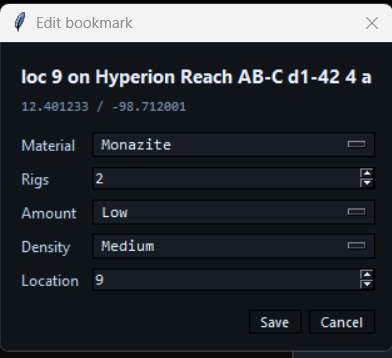 Edit bookmark
loc 9 on Hyperion Reach AB-C d1-42 4 a
12.401233 / -98.712001
Material Monazite
Rigs 2
Amount Low
Density Medium
Location 9
Save Cancel